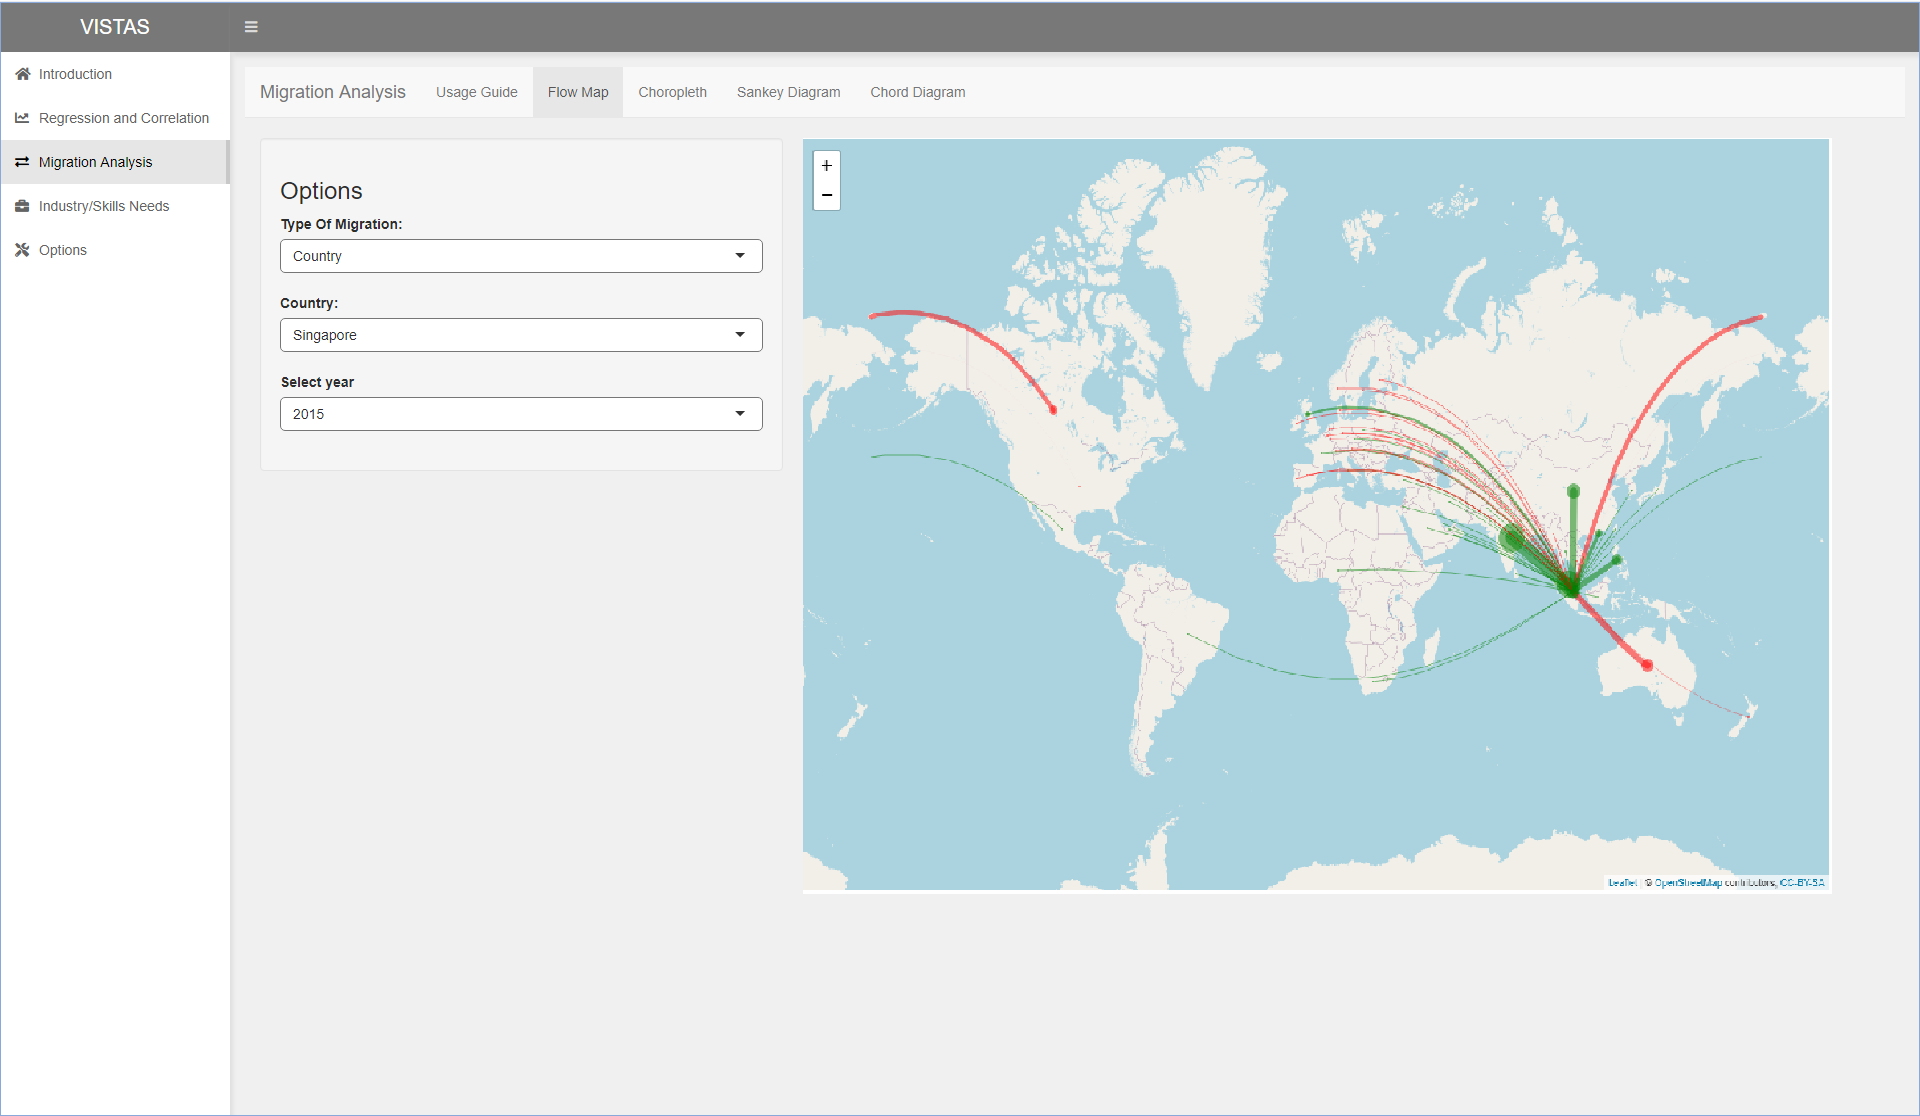 VISTAS
Introduction
Regression and Correlation
Migration Analysis
Industry/Skills Needs
Options
Migration Analysis Usage Guide Flow Map Choropleth Sankey Diagram Chord Diagram
Options
Type Of Migration:
Country
Country:
Singapore
Select year
2015
+
−
Leaflet | © OpenStreetMap contributors, CC-BY-SA